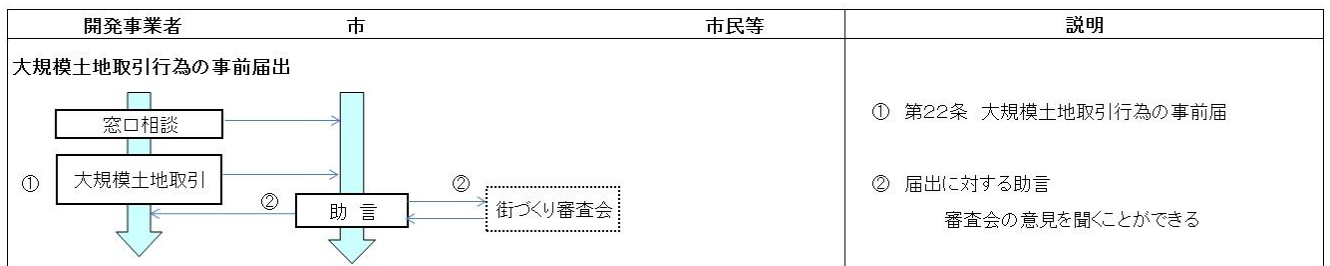 開発事業者 市 市民等 説明
大規模土地取引行為の事前届出
窓口相談
① 第22条 大規模土地取引行為の事前届
① 大規模土地取引
② 届出に対する助言
② ②
助 言 街づくり審査会
審査会の意見を聞くことができる